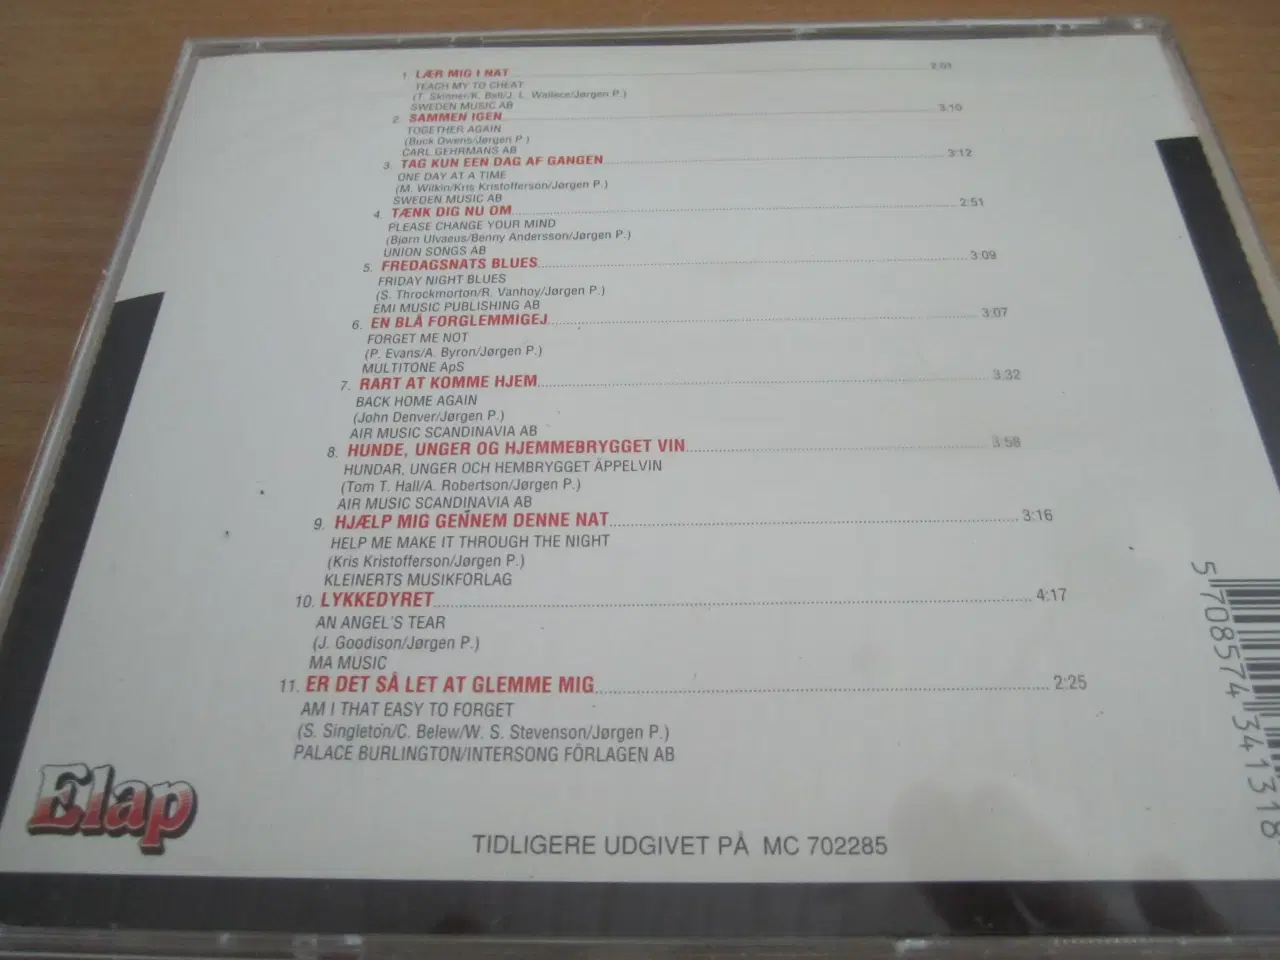 1. LÆR MIG I NAT 2:51
TEACH MY TO CHEAT
(T. Skinner/K. Bell/J. L. Wallace/Jørgen P.)
SWEDEN MUSIC AB
2. SAMMEN IGEN 3:10
TOGETHER AGAIN
(Buck Owens/Jørgen P.)
CARL GEHRMANS AB
3. TAG KUN EEN DAG AF GANGEN 3:12
ONE DAY AT A TIME
(M. Wilkin/Kris Kristofferson/Jørgen P.)
SWEDEN MUSIC AB
4. TÆNK DIG NU OM 2:51
PLEASE CHANGE YOUR MIND
(Bjørn Ulvaeus/Benny Andersson/Jørgen P.)
UNION SONGS AB
5. FREDAGSNATS BLUES 3:09
FRIDAY NIGHT BLUES
(S. Throckmorton/R. Vanhoy/Jørgen P.)
EMI MUSIC PUBLISHING AB
6. EN BLÅ FORGLEMMIGEJ 3:07
FORGET ME NOT
(P. Evans/A. Byron/Jørgen P.)
MULTITONE ApS
7. RART AT KOMME HJEM 3:32
BACK HOME AGAIN
(John Denver/Jørgen P.)
AIR MUSIC SCANDINAVIA AB
8. HUNDE, UNGER OG HJEMMEBRYGGET VIN 3:58
HUNDAR, UNGER OCH HEMBRYGGET ÄPPELVIN
(Tom T. Hall/A. Robertson/Jørgen P.)
AIR MUSIC SCANDINAVIA AB
9. HJÆLP MIG GENNEM DENNE NAT 3:16
HELP ME MAKE IT THROUGH THE NIGHT
(Kris Kristofferson/Jørgen P.)
KLEINERTS MUSIKFORLAG
10. LYKKEDYRET 4:17
AN ANGEL'S TEAR
(J. Goodison/Jørgen P.)
MA MUSIC
11. ER DET SÅ LET AT GLEMME MIG 2:25
AM I THAT EASY TO FORGET
(S. Singleton/C. Belew/W. S. Stevenson/Jørgen P.)
PALACE BURLINGTON/INTERSONG FÖRLAGEN AB
Elap
TIDLIGERE UDGIVET PÅ MC 702285
5 708574 341318